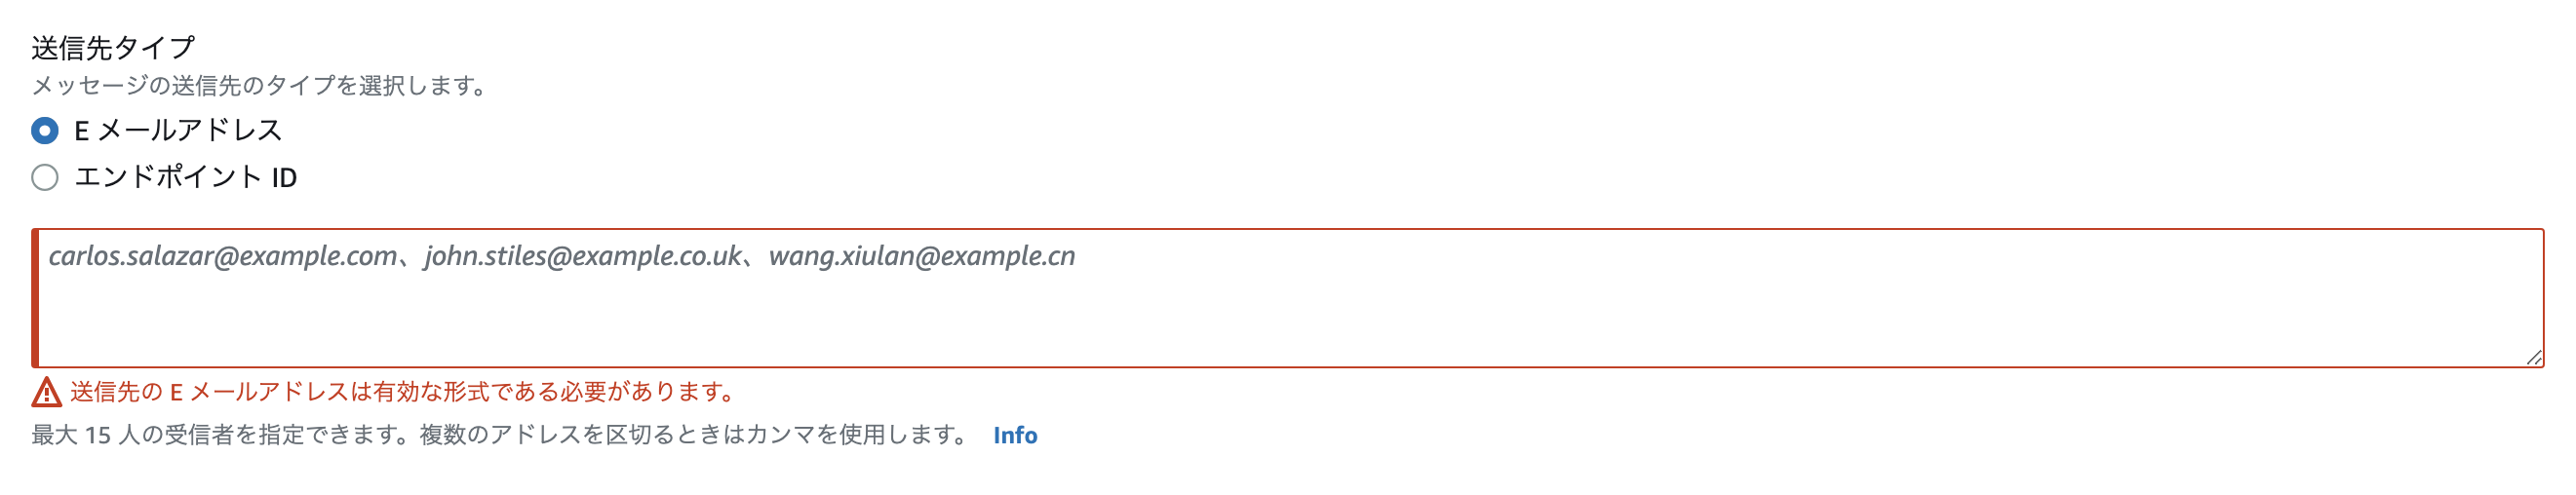 送信先タイプ
メッセージの送信先のタイプを選択します。
E メールアドレス
エンドポイント ID
carlos.salazar@example.com、john.stiles@example.co.uk、wang.xiulan@example.cn
送信先の E メールアドレスは有効な形式である必要があります。
最大 15 人の受信者を指定できます。複数のアドレスを区切るときはカンマを使用します。 Info